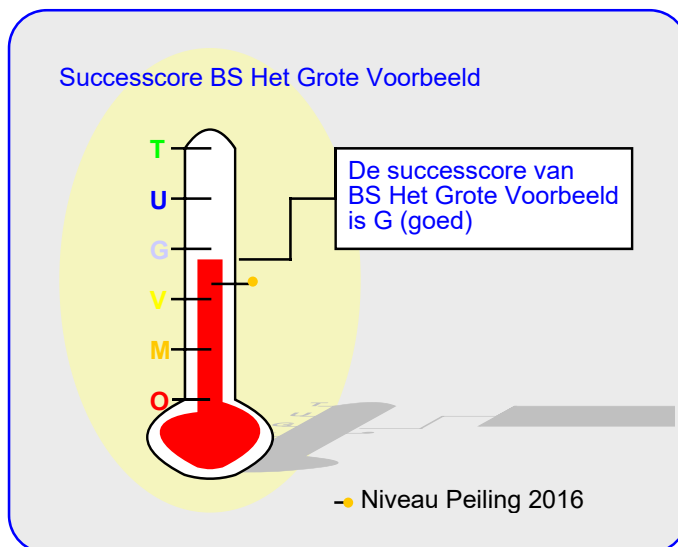 Successcore BS Het Grote Voorbeeld
T
U
G
V
M
O
De successcore van
BS Het Grote Voorbeeld
is G (goed)
Niveau Peiling 2016